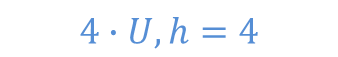 4 · U, h = 4